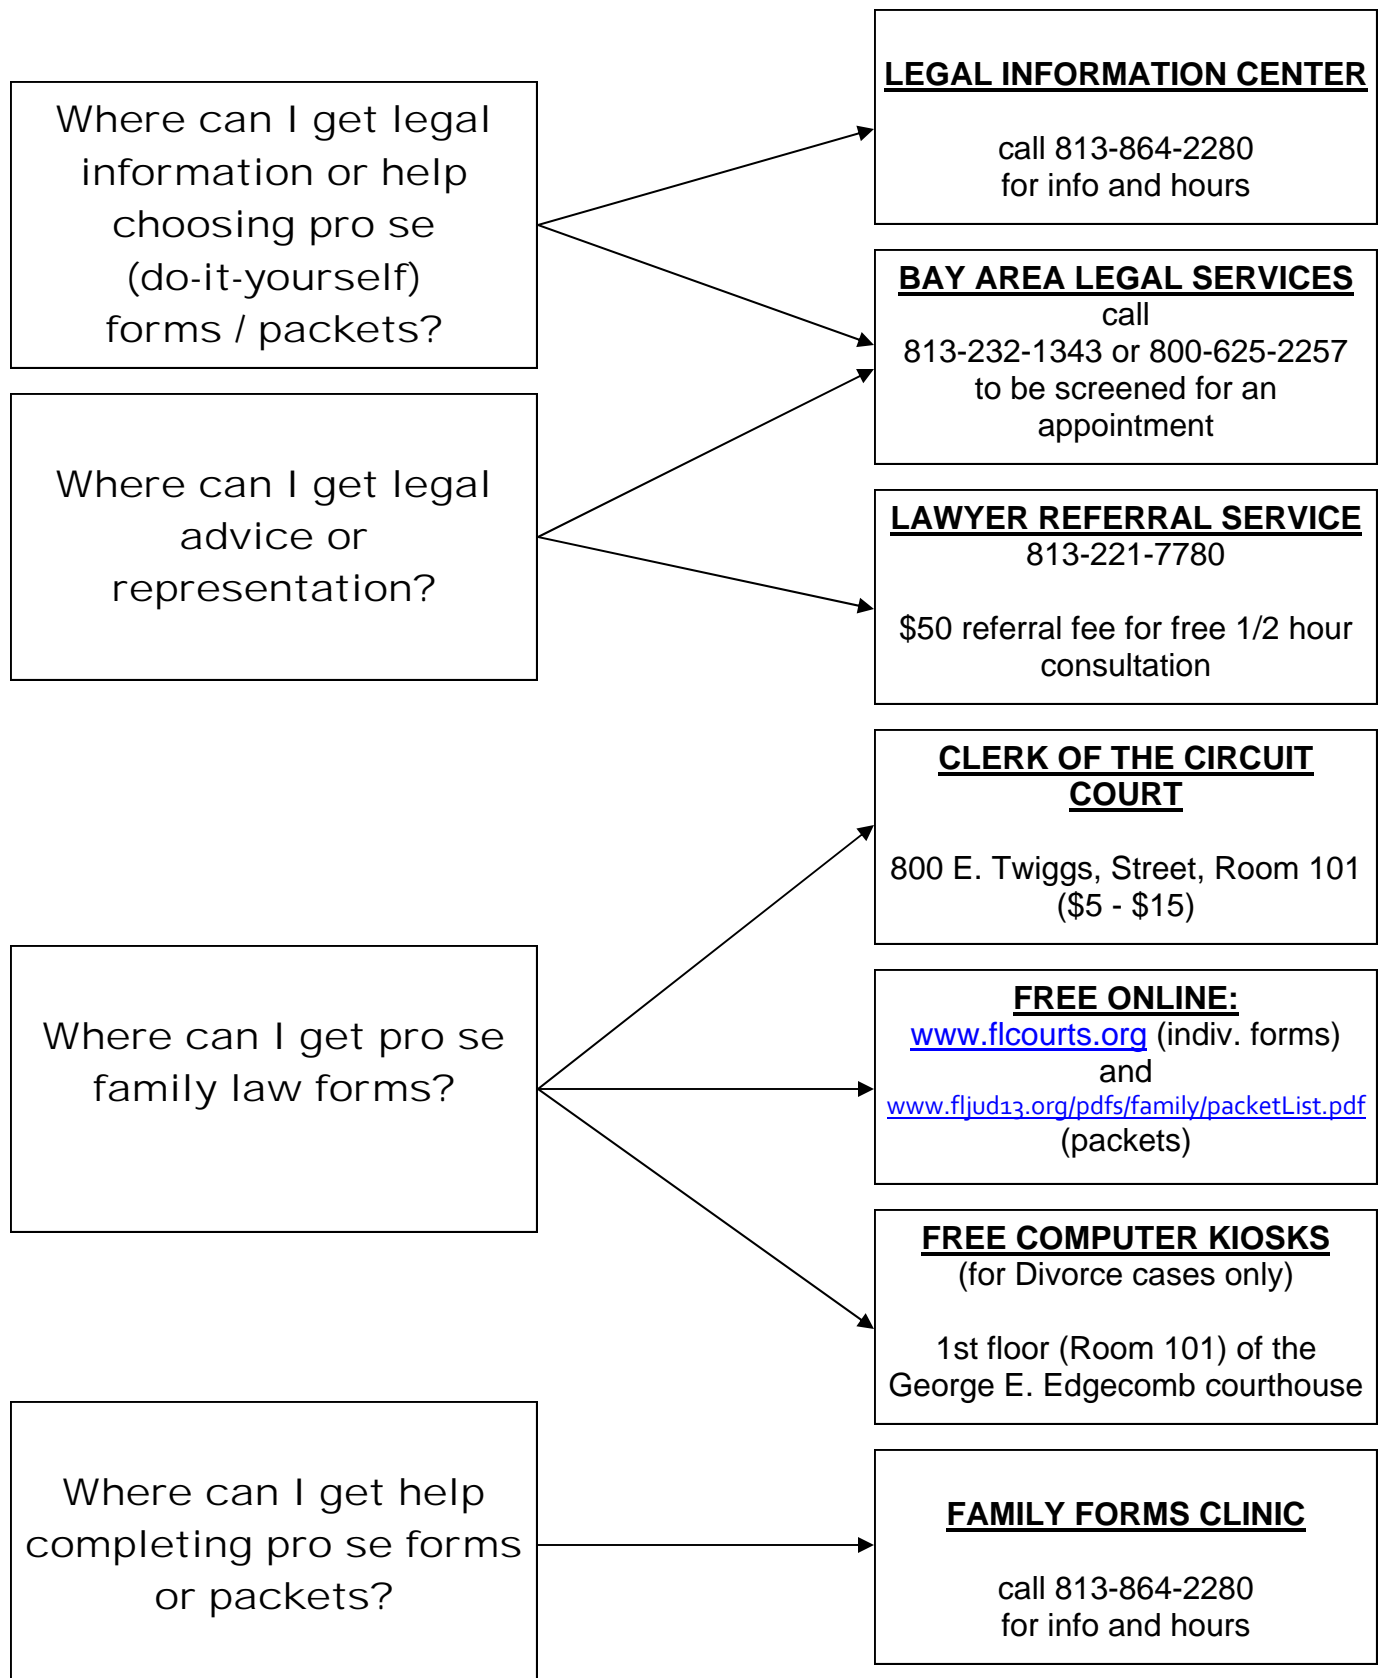 Where can I get legal
information or help
choosing pro se
(do-it-yourself)
forms / packets?
LEGAL INFORMATION CENTER
call 813-864-2280
for info and hours
BAY AREA LEGAL SERVICES
call
813-232-1343 or 800-625-2257
to be screened for an
appointment
Where can I get legal
advice or
representation?
LAWYER REFERRAL SERVICE
813-221-7780
$50 referral fee for free 1/2 hour
consultation
Where can I get pro se
family law forms?
CLERK OF THE CIRCUIT
COURT
800 E. Twiggs, Street, Room 101
($5 - $15)
FREE ONLINE:
www.flcourts.org (indiv. forms)
and
www.fljud13.org/pdfs/family/packetList.pdf
(packets)
FREE COMPUTER KIOSKS
(for Divorce cases only)
1st floor (Room 101) of the
George E. Edgecomb courthouse
Where can I get help
completing pro se forms
or packets?
FAMILY FORMS CLINIC
call 813-864-2280
for info and hours